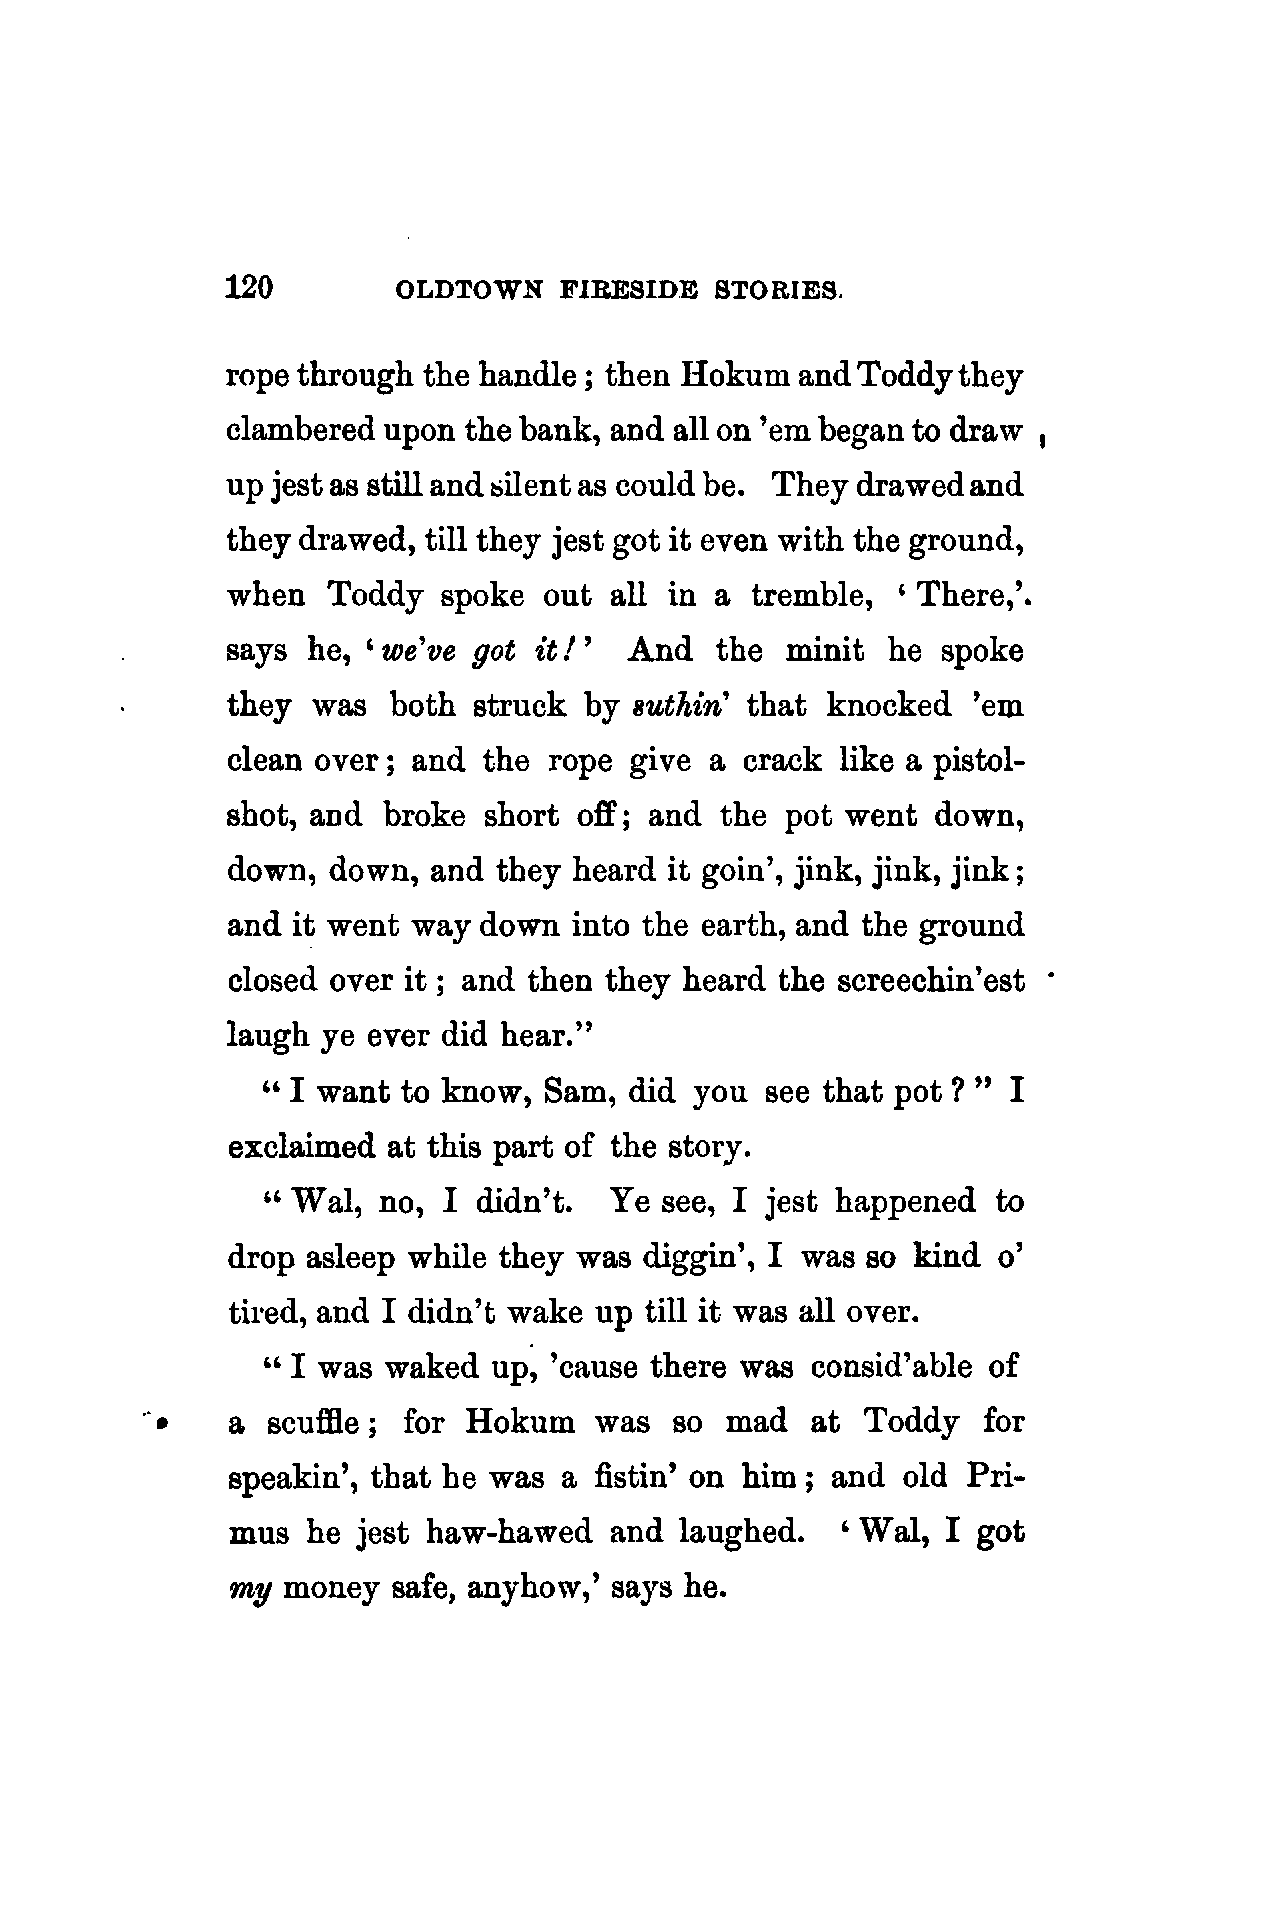 120 OLDTOWN FIRESIDE STORIES.
rope through the handle; then Hokum and Toddy they
clambered upon the bank, and all on 'em began to draw
up jest as still and silent as could be. They drawed and
they drawed, till they jest got it even with the ground,
when Toddy spoke out all in a tremble, 'There,'
says he, 'we've got it!' And the minit he spoke
they was both struck by suthin' that knocked 'em
clean over; and the rope give a crack like a pistol-
shot, and broke short off; and the pot went down,
down, down, and they heard it goin', jink, jink, jink;
and it went way down into the earth, and the ground
closed over it; and then they heard the screechin'est
laugh ye ever did hear."
"I want to know, Sam, did you see that pot?" I
exclaimed at this part of the story.
"Wal, no, I didn't. Ye see, I jest happened to
drop asleep while they was diggin', I was so kind o'
tired, and I didn't wake up till it was all over.
"I was waked up, 'cause there was consid'able of
a scuffle; for Hokum was so mad at Toddy for
speakin', that he was a fistin' on him; and old Pri-
mus he jest haw-hawed and laughed. 'Wal, I got
my money safe, anyhow,' says he.